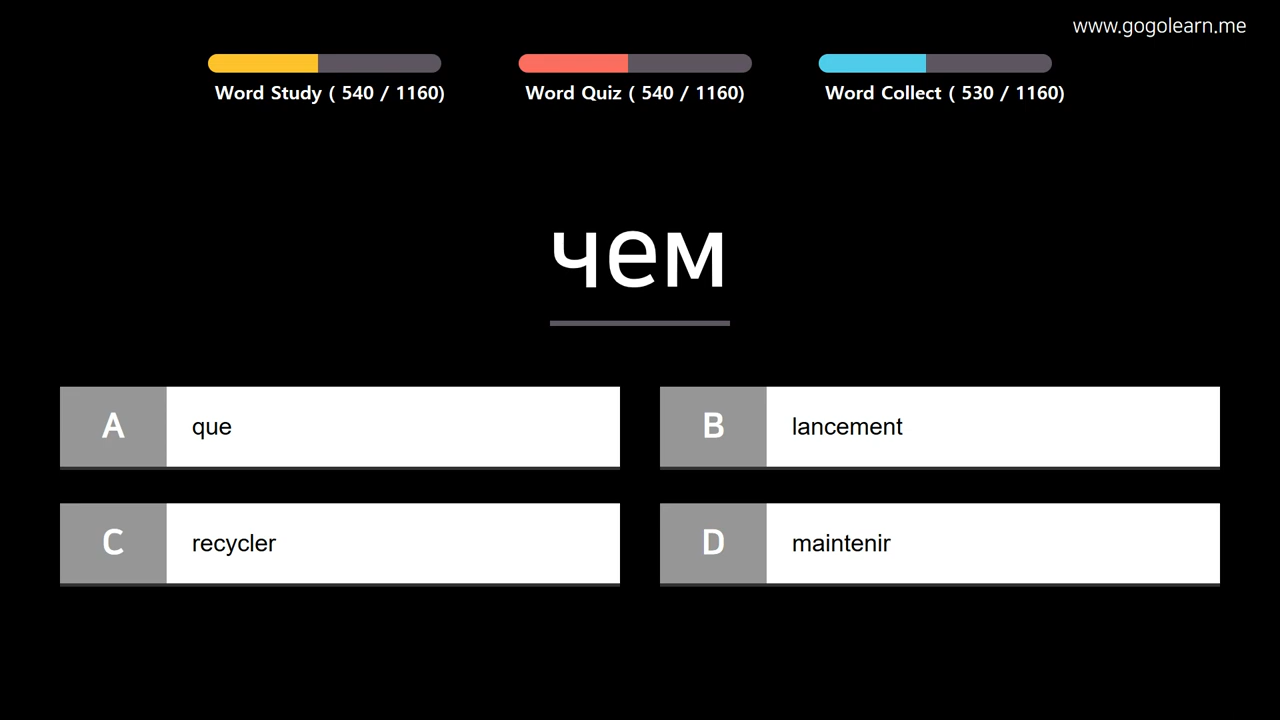 www.gogolearn.me
Word Study ( 540 / 1160)
Word Quiz ( 540 / 1160)
Word Collect ( 530 / 1160)
чем
A que
B lancement
C recycler
D maintenir